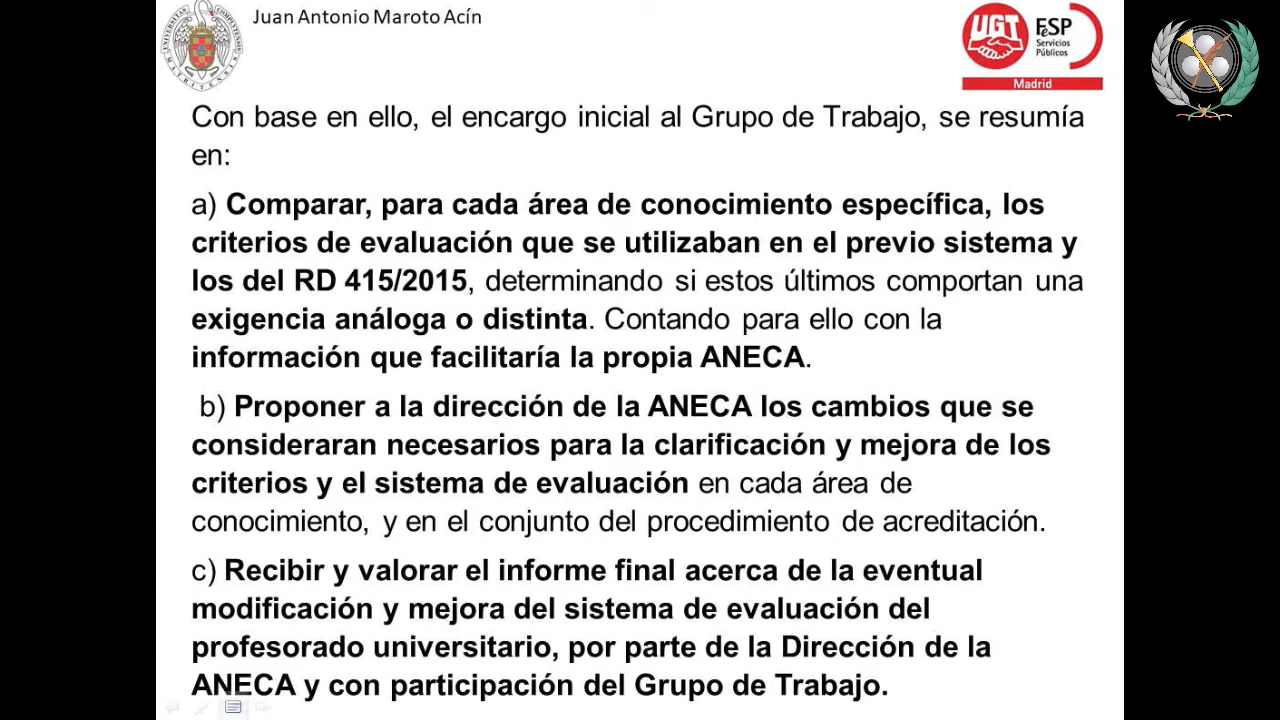 Juan Antonio Maroto Acín
UGT
FeSP
Servicios
Públicos
Madrid
Con base en ello, el encargo inicial al Grupo de Trabajo, se resumía
en:
a) Comparar, para cada área de conocimiento específica, los
criterios de evaluación que se utilizaban en el previo sistema y
los del RD 415/2015, determinando si estos últimos comportan una
exigencia análoga o distinta. Contando para ello con la
información que facilitaría la propia ANECA.
b) Proponer a la dirección de la ANECA los cambios que se
consideraran necesarios para la clarificación y mejora de los
criterios y el sistema de evaluación en cada área de
conocimiento, y en el conjunto del procedimiento de acreditación.
c) Recibir y valorar el informe final acerca de la eventual
modificación y mejora del sistema de evaluación del
profesorado universitario, por parte de la Dirección de la
ANECA y con participación del Grupo de Trabajo.